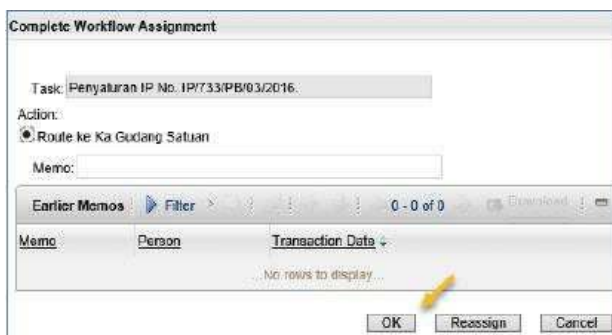 Complete Workflow Assignment
Task: Penyaluran IP No. IP/733/PB/03/2016.
Action:
Route ke Ka Gudang Satuan
Memo:
Earlier Memos Filter 0 - 0 of 0 Download
Memo Person Transaction Date
...No rows to display...
OK Reassign Cancel